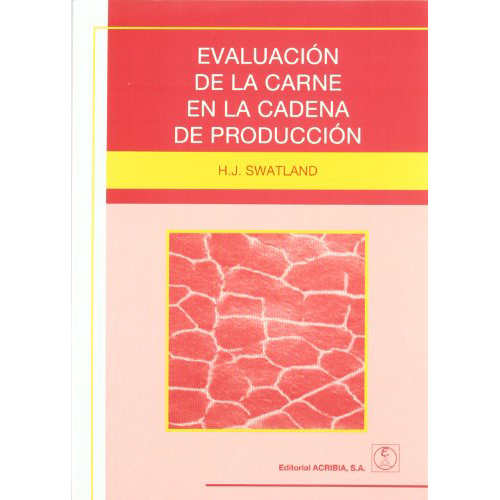 EVALUACIÓN
DE LA CARNE
EN LA CADENA
DE PRODUCCIÓN
H.J. SWATLAND
Editorial ACRIBIA, S.A.